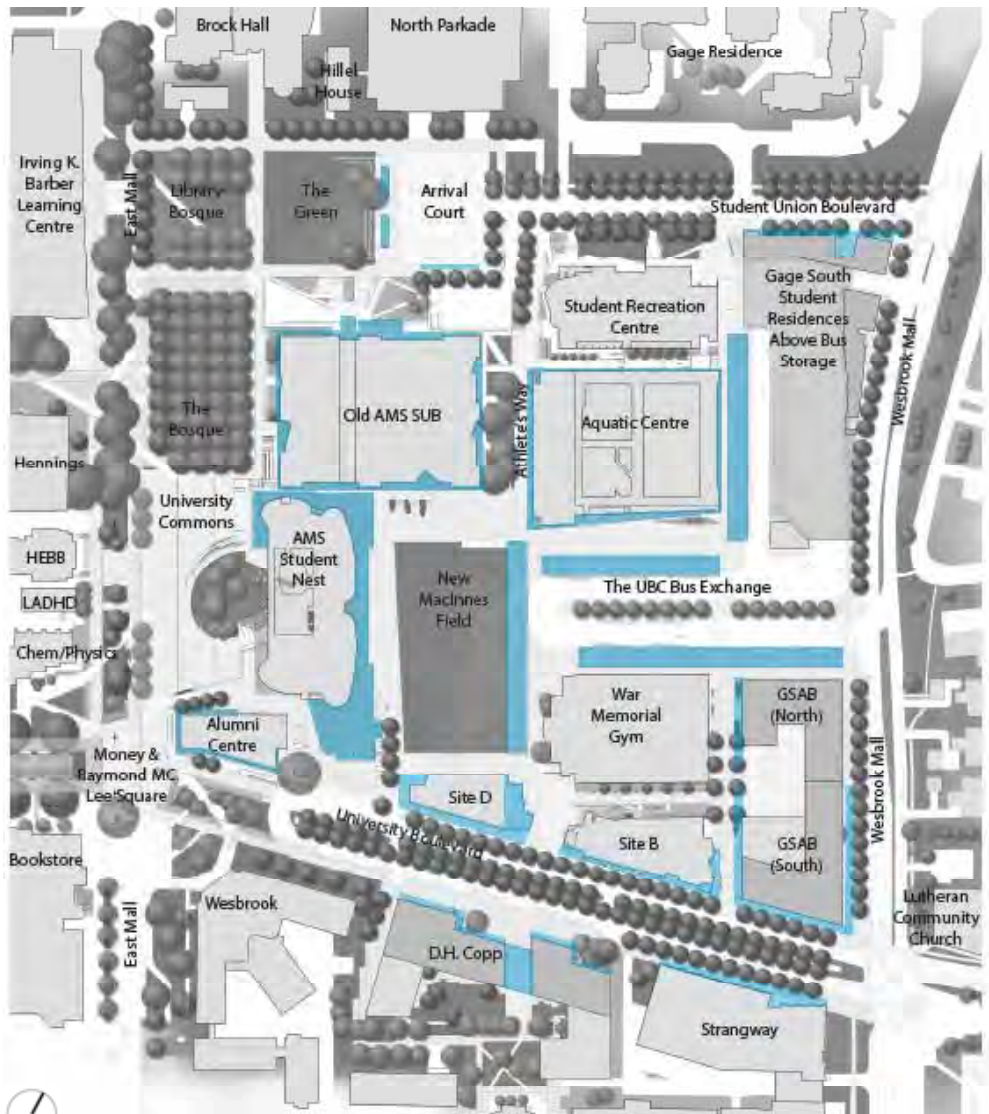 Brock Hall
North Parkade
Gage Residence
Hillel
House
Irving K.
Barber
Learning
Centre
East Mall
Library
Bosque
The
Green
Arrival
Court
Student Union Boulevard
Student Recreation
Centre
Gage South
Student
Residences
Above Bus
Storage
Wesbrook Mall
The
Bosque
Old AMS SUB
Athlete's Way
Aquatic Centre
Hennings
University
Commons
AMS
Student
Nest
HEBB
LADHD
Chem/Physics
New
MacInnes
Field
The UBC Bus Exchange
War
Memorial
Gym
GSAB
(North)
Alumni
Centre
Money &
Raymond MC.
Lee Square
Site D
University Boulevard
Site B
GSAB
(South)
Wesbrook Mall
Bookstore
East Mall
Wesbrook
D.H. Copp
Lutheran
Community
Church
Strangway